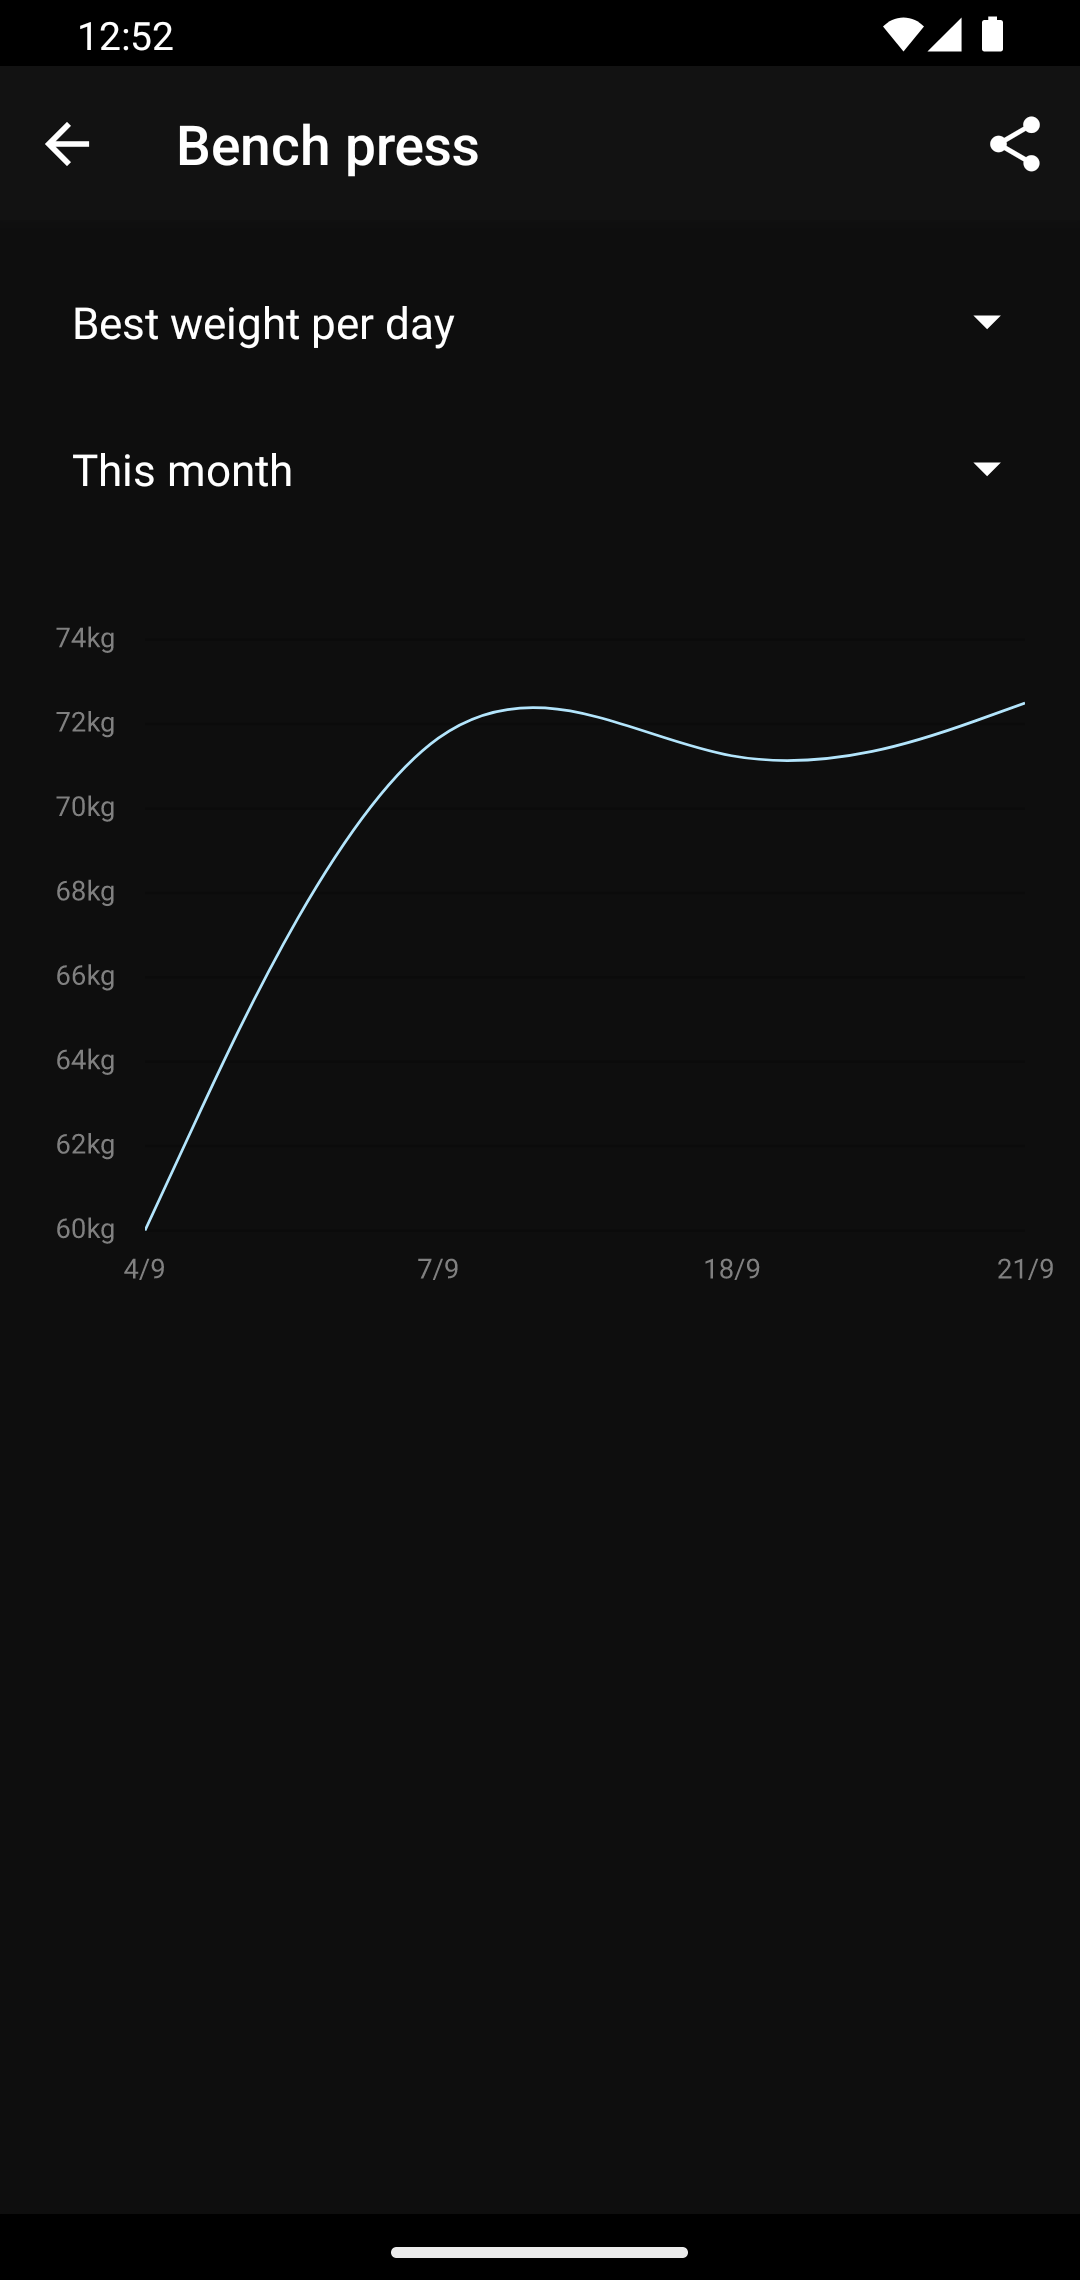 12:52
Bench press
Best weight per day
This month
74kg
72kg
70kg
68kg
66kg
64kg
62kg
60kg
4/9 7/9 18/9 21/9